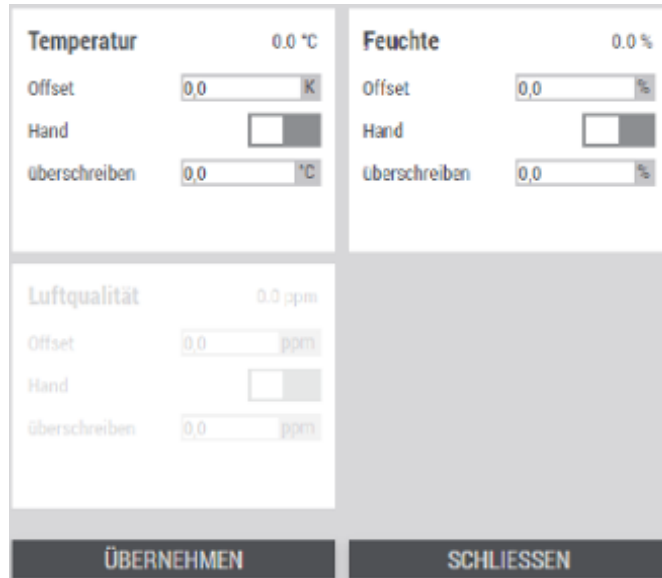 Temperatur 0.0 °C
Offset 0,0 K
Hand
überschreiben 0,0 °C
Feuchte 0.0 %
Offset 0,0 %
Hand
überschreiben 0,0 %
Luftqualität 0.0 ppm
Offset 0,0 ppm
Hand
überschreiben 0,0 ppm
ÜBERNEHMEN
SCHLIESSEN